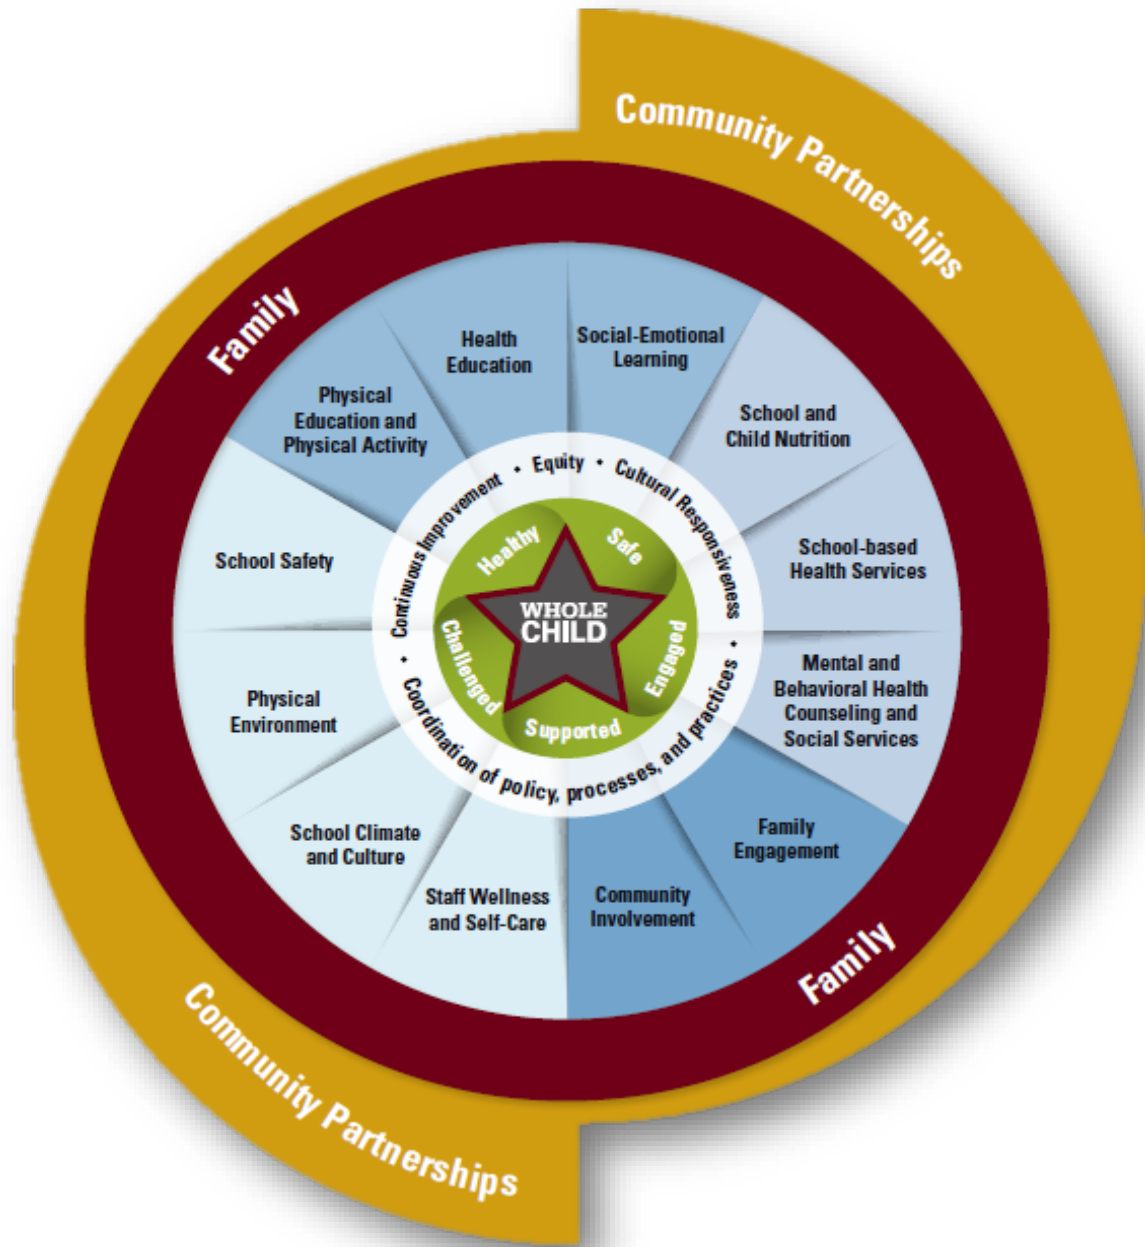 Community Partnerships
Family
Health
Education
Social-Emotional
Learning
Physical
Education and
Physical Activity
School and
Child Nutrition
School Safety
School-based
Health Services
Physical
Environment
Mental and
Behavioral Health
Counseling and
Social Services
School Climate
and Culture
Family
Engagement
Staff Wellness
and Self-Care
Community
Involvement
Continuous Improvement • Equity • Cultural Responsiveness •
Coordination of policy, processes, and practices •
Healthy
Safe
Engaged
Supported
Challenged
WHOLE
CHILD
Family
Community Partnerships